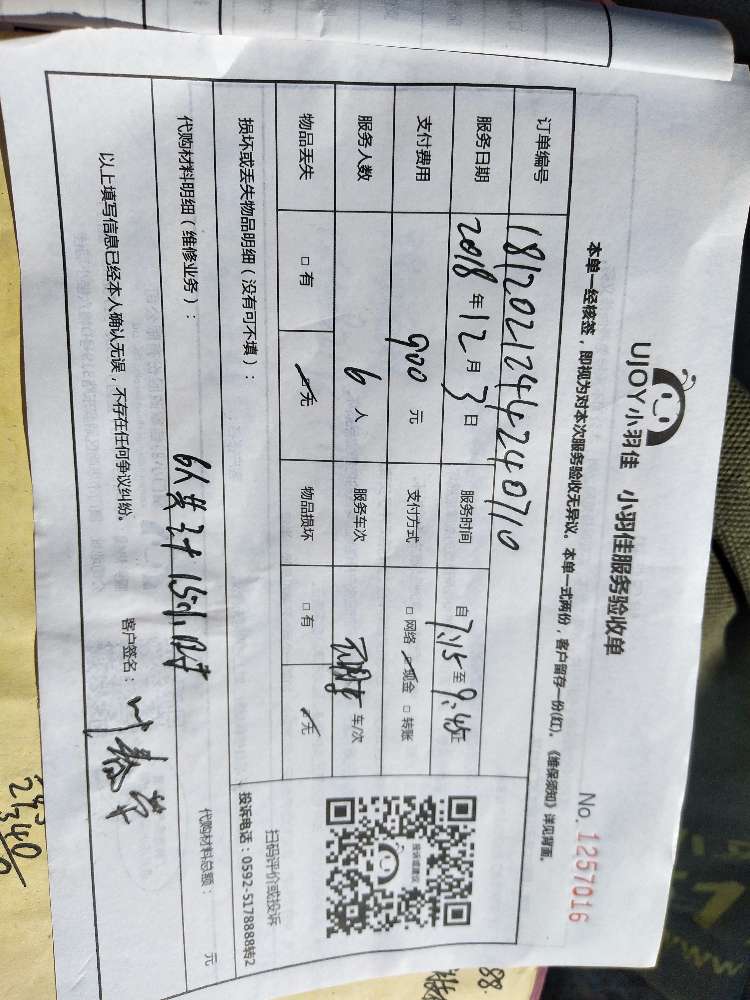 UJOY小羽佳 小羽佳服务验收单
No. 1257016
本单一经核签，即视为对本次服务验收无异议。本单一式两份，客户留存一份(红)。《维保须知》详见背面。
订单编号 18120212442240710
服务日期 2018年12月3日 服务时间 自7:15至9:45止
支付费用 900元 支付方式 □网络 ☑现金 □转账
服务人数 6人 服务车次 车/次
物品丢失 □有 ☑无 物品损坏 □有 ☑无
损坏或丢失物品明细（没有可不填）：
扫码评价或投诉
投诉电话：0592-5178888转2
代购材料明细（维修业务）：
代购材料总额： 元
以上填写信息已经本人确认无误，不存在任何争议纠纷。
客户签名：